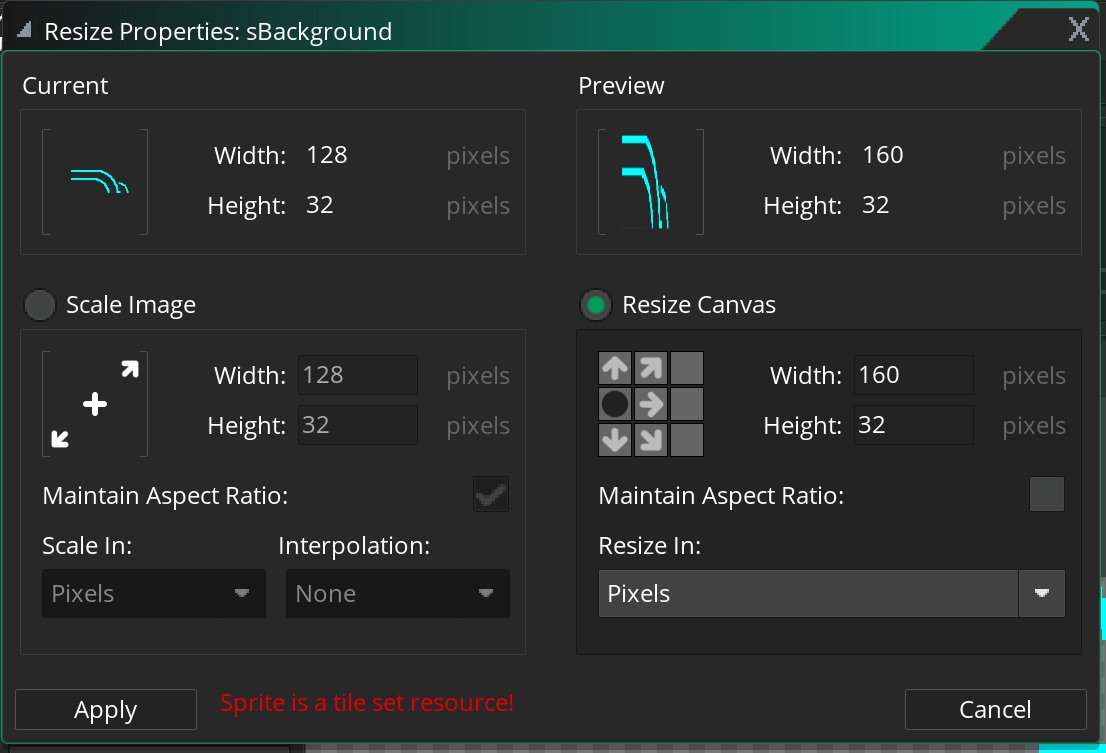 Resize Properties: sBackground
X
Current
Width: 128 pixels
Height: 32 pixels
Preview
Width: 160 pixels
Height: 32 pixels
Scale Image
Width: 128 pixels
Height: 32 pixels
Maintain Aspect Ratio:
Scale In: Interpolation:
Pixels None
Resize Canvas
Width: 160 pixels
Height: 32 pixels
Maintain Aspect Ratio:
Resize In:
Pixels
Apply Sprite is a tile set resource! Cancel